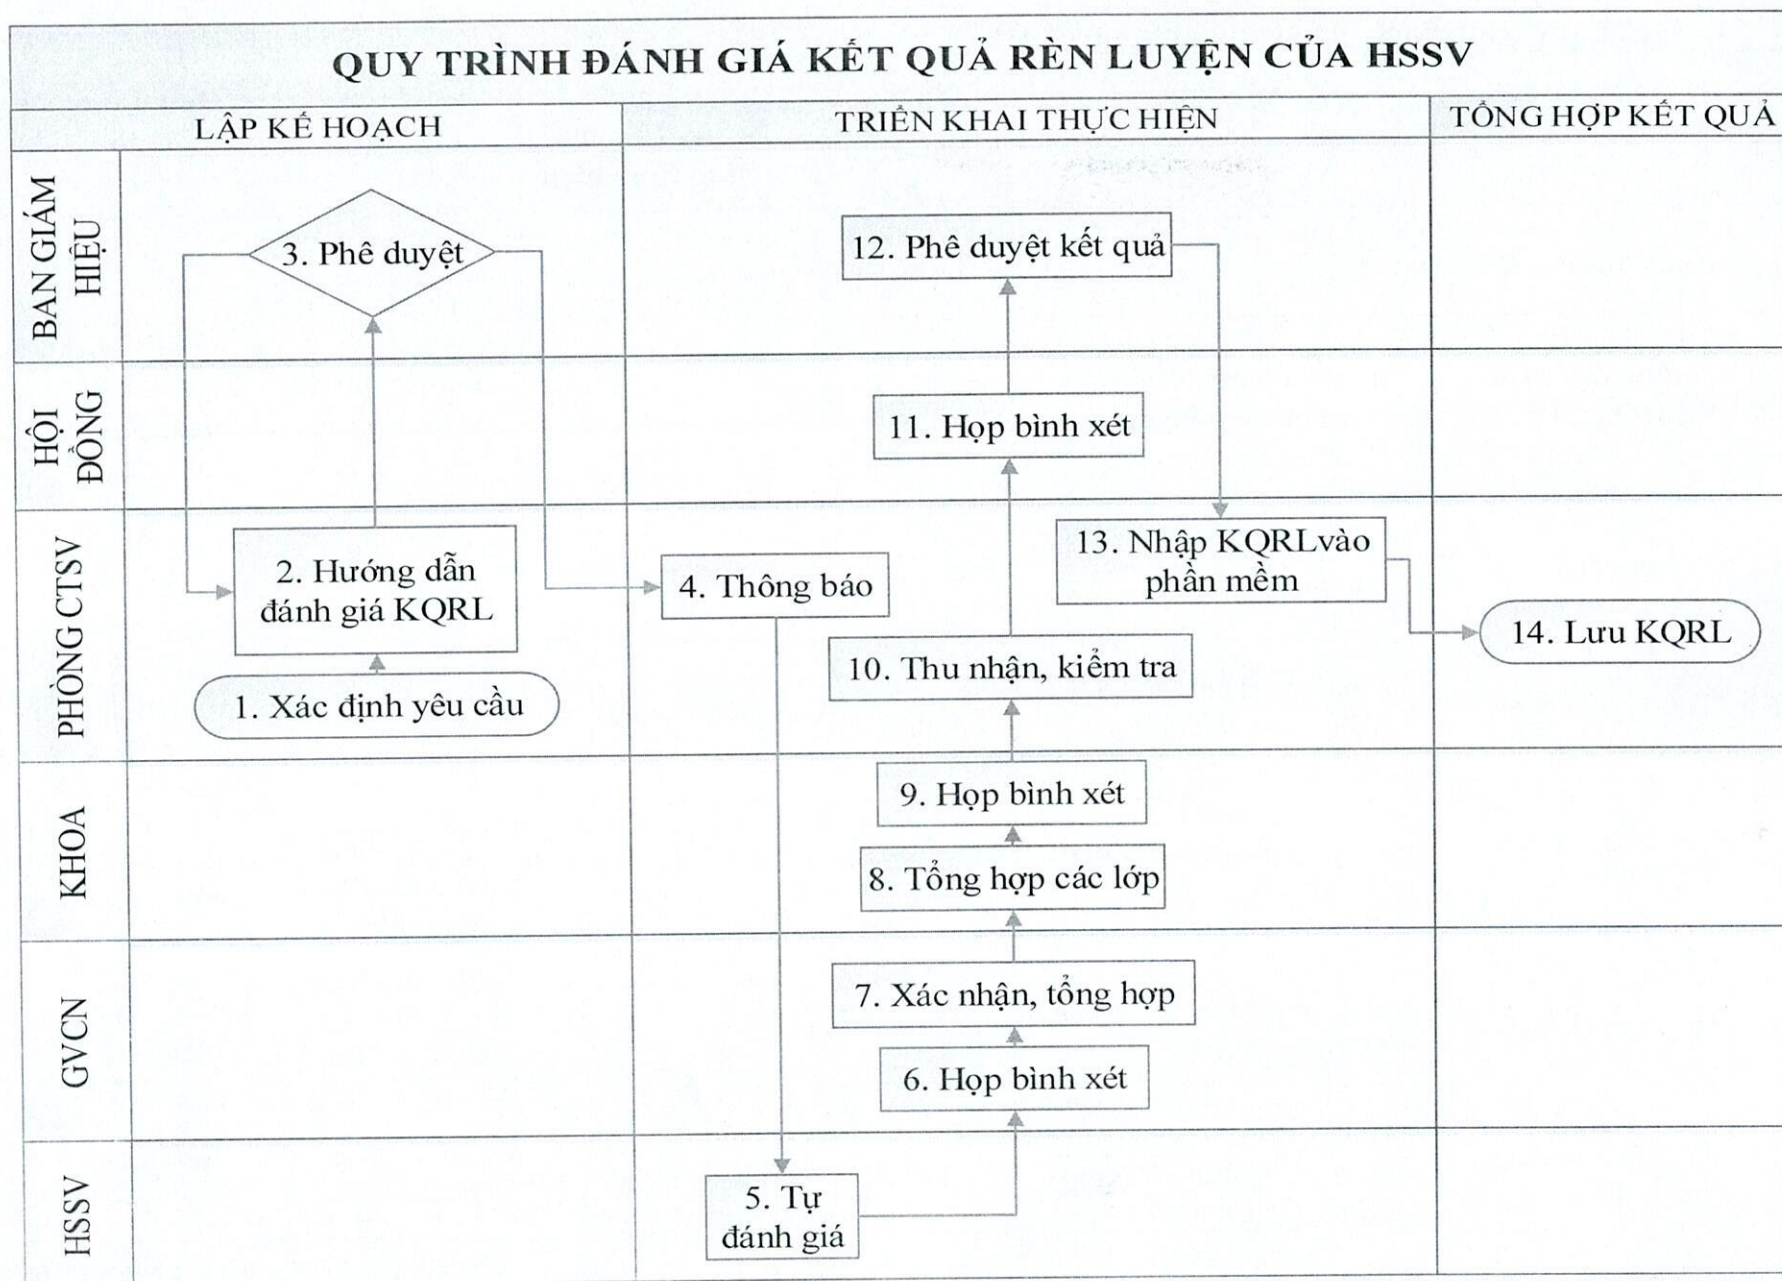 QUY TRÌNH ĐÁNH GIÁ KẾT QUẢ RÈN LUYỆN CỦA HSSV
LẬP KẾ HOẠCH
TRIỂN KHAI THỰC HIỆN
TỔNG HỢP KẾT QUẢ
BAN GIÁM
HIỆU
3. Phê duyệt
12. Phê duyệt kết quả
HỘI
ĐỒNG
11. Họp bình xét
PHÒNG CTSV
2. Hướng dẫn
đánh giá KQRL
4. Thông báo
13. Nhập KQRLvào
phần mềm
14. Lưu KQRL
10. Thu nhận, kiểm tra
1. Xác định yêu cầu
KHOA
9. Họp bình xét
8. Tổng hợp các lớp
GVCN
7. Xác nhận, tổng hợp
6. Họp bình xét
HSSV
5. Tự
đánh giá